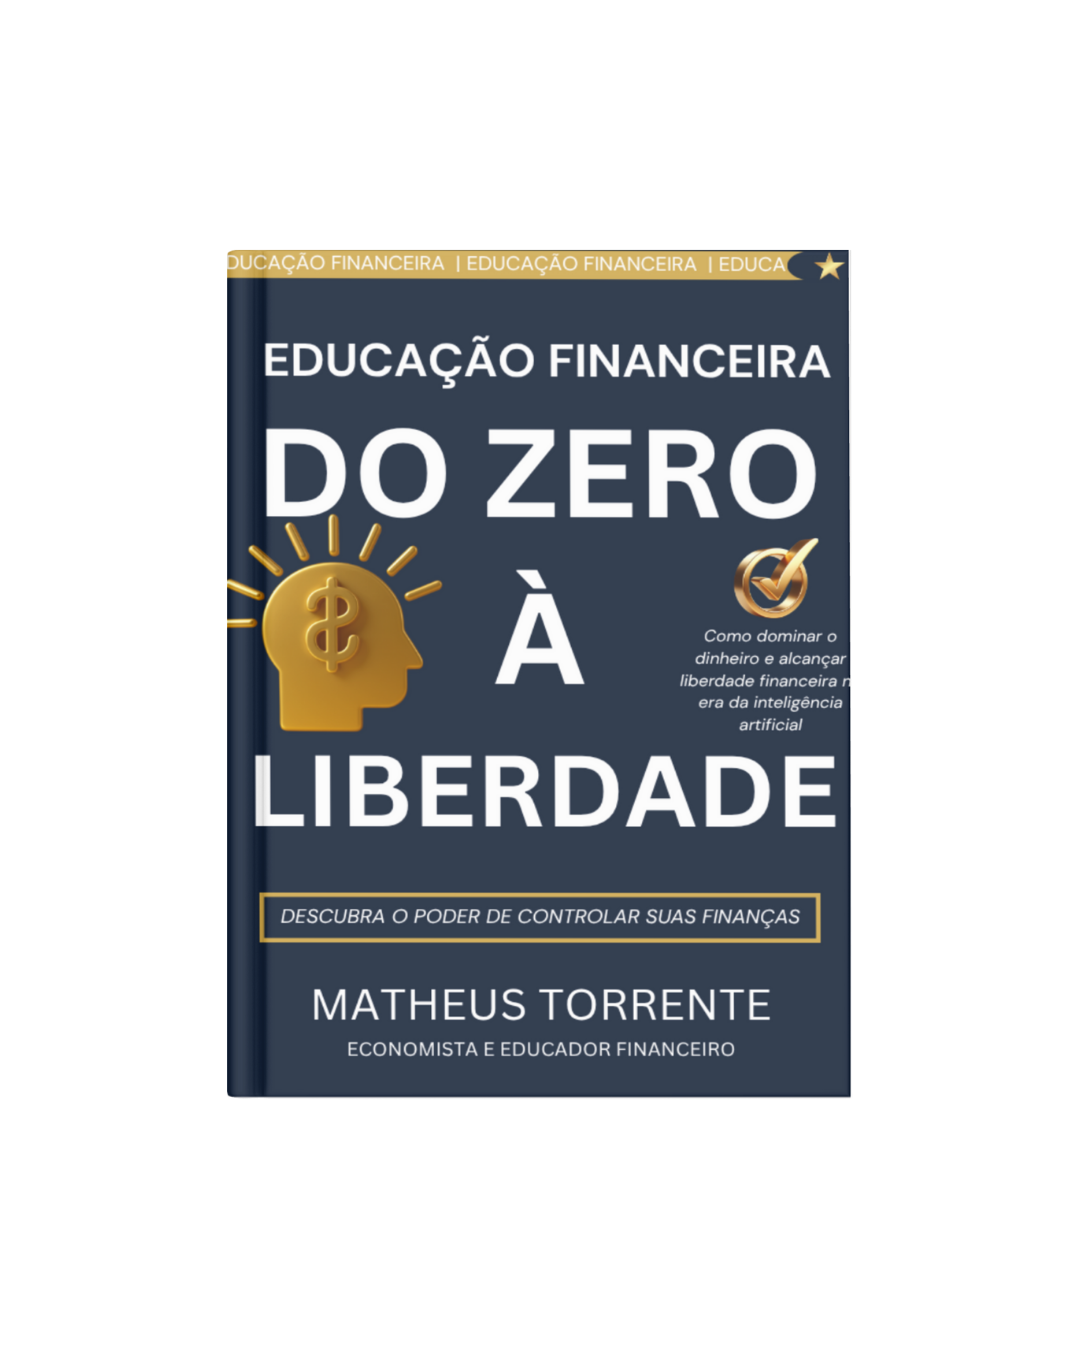 DUCAÇÃO FINANCEIRA | EDUCAÇÃO FINANCEIRA | EDUCA
EDUCAÇÃO FINANCEIRA
DO ZERO
À
Como dominar o
dinheiro e alcançar
liberdade financeira n
era da inteligência
artificial
LIBERDADE
DESCUBRA O PODER DE CONTROLAR SUAS FINANÇAS
MATHEUS TORRENTE
ECONOMISTA E EDUCADOR FINANCEIRO